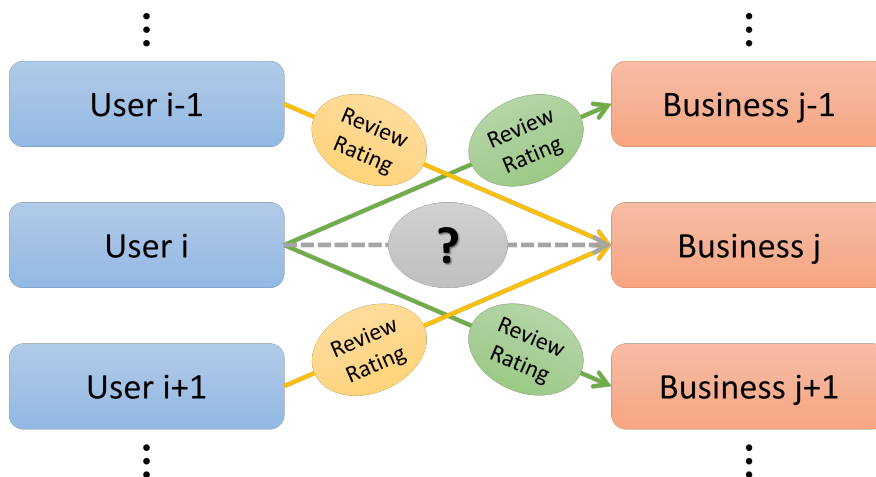 User i-1
Review
Rating
Review
Rating
Business j-1
User i
?
Business j
User i+1
Review
Rating
Review
Rating
Business j+1